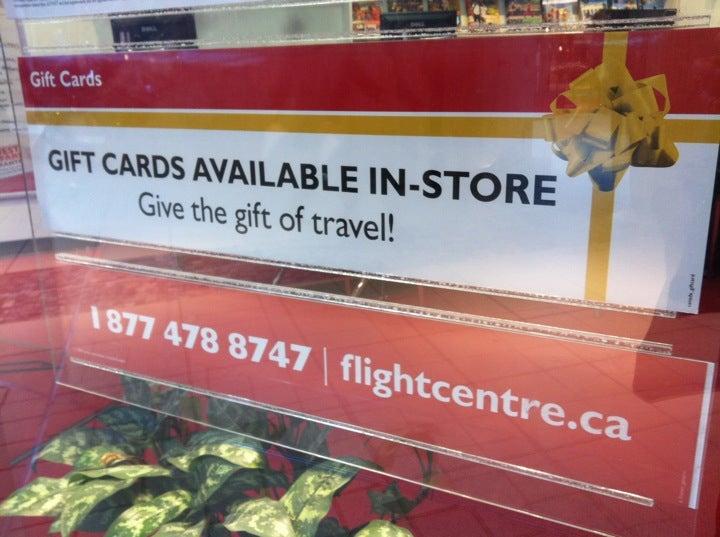 Gift Cards
GIFT CARDS AVAILABLE IN-STORE
Give the gift of travel!
1 877 478 8747 | flightcentre.ca